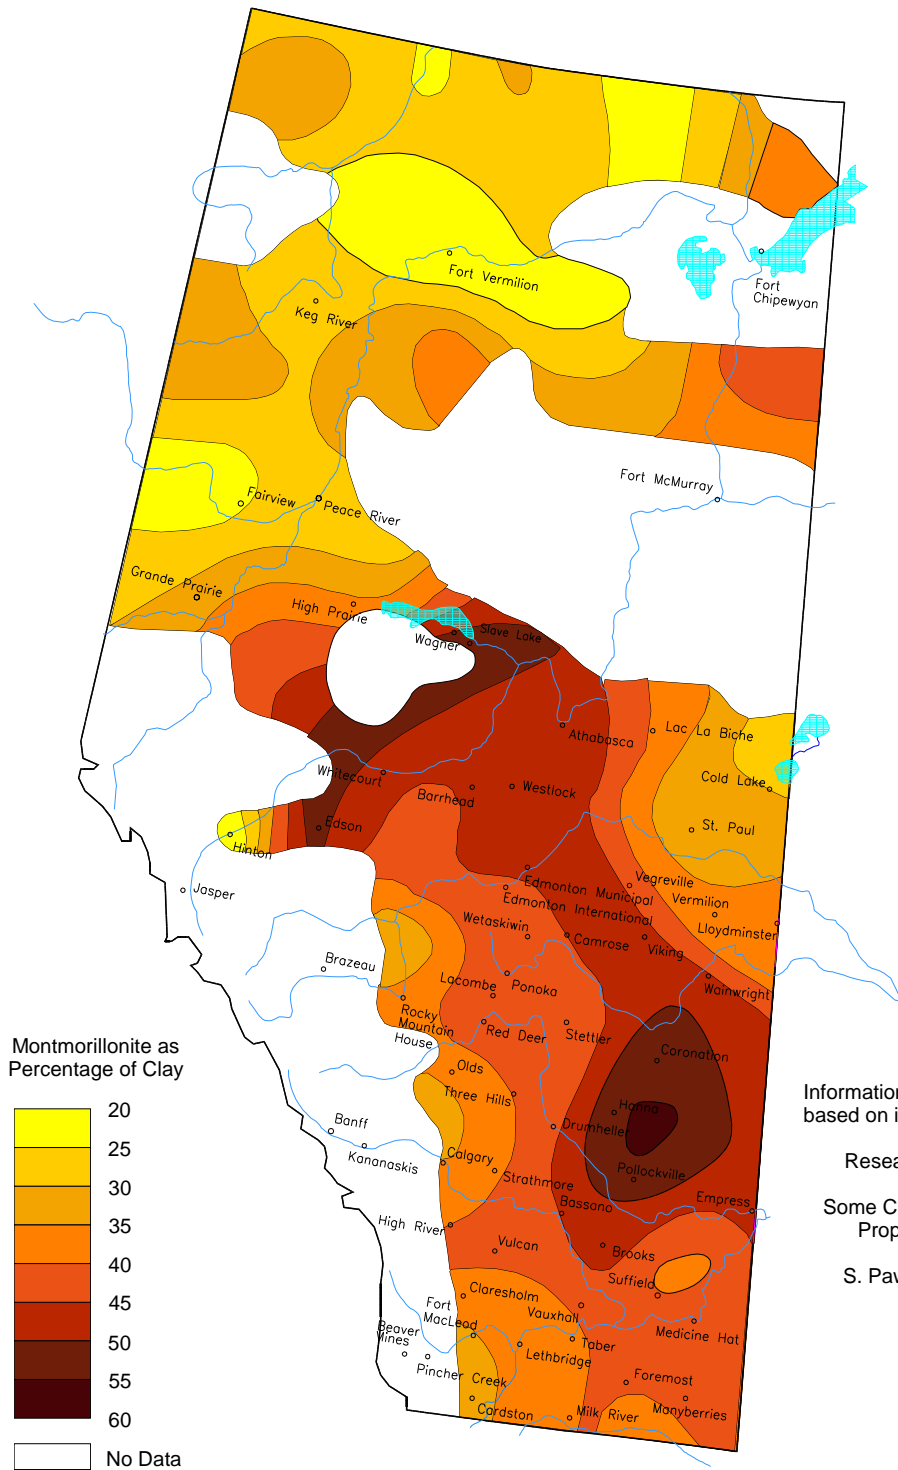 Fort Vermilion
Fort
Chipewyan
Keg River
Fort McMurray
Fairview
Peace River
Grande Prairie
High Prairie
Slave Lake
Wagner
Athabasca
Lac La Biche
Cold Lake
Whitecourt
Barrhead
Westlock
St. Paul
Edson
Hinton
Jasper
Edmonton Municipal
Vegreville
Edmonton International
Vermilion
Lloydminster
Wetaskiwin
Camrose
Viking
Brazeau
Ponoka
Lacombe
Wainwright
Rocky
Mountain
House
Red Deer
Stettler
Coronation
Olds
Three Hills
Hanna
Drumheller
Banff
Kananaskis
Calgary
Strathmore
Pollockville
Empress
Bassano
High River
Vulcan
Brooks
Suffield
Claresholm
Fort
MacLeod
Vauxhall
Medicine Hat
Beaver
Mines
Taber
Lethbridge
Pincher Creek
Foremost
Cardston
Milk River
Manyberries
Montmorillonite as
Percentage of Clay
20
25
30
35
40
45
50
55
60
No Data
Information
based on i
Resea
Some C
Prop
S. Paw